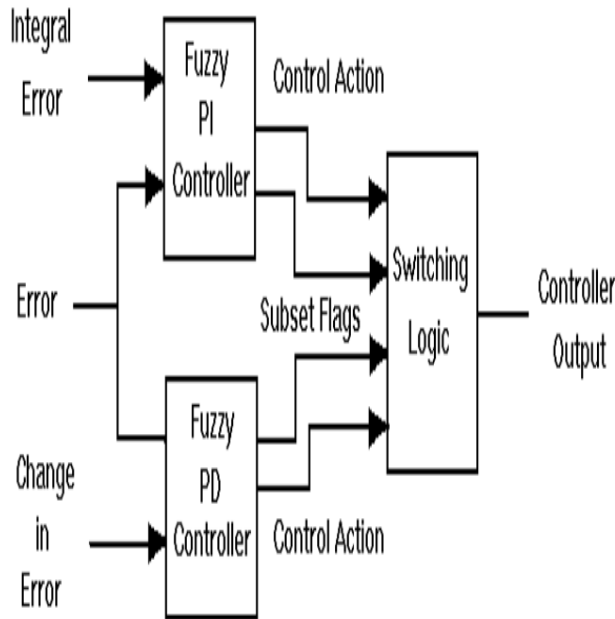 Integral
Error
Fuzzy
PI
Controller
Control Action
Error
Subset Flags
Switching
Logic
Controller
Output
Change
in
Error
Fuzzy
PD
Controller
Control Action